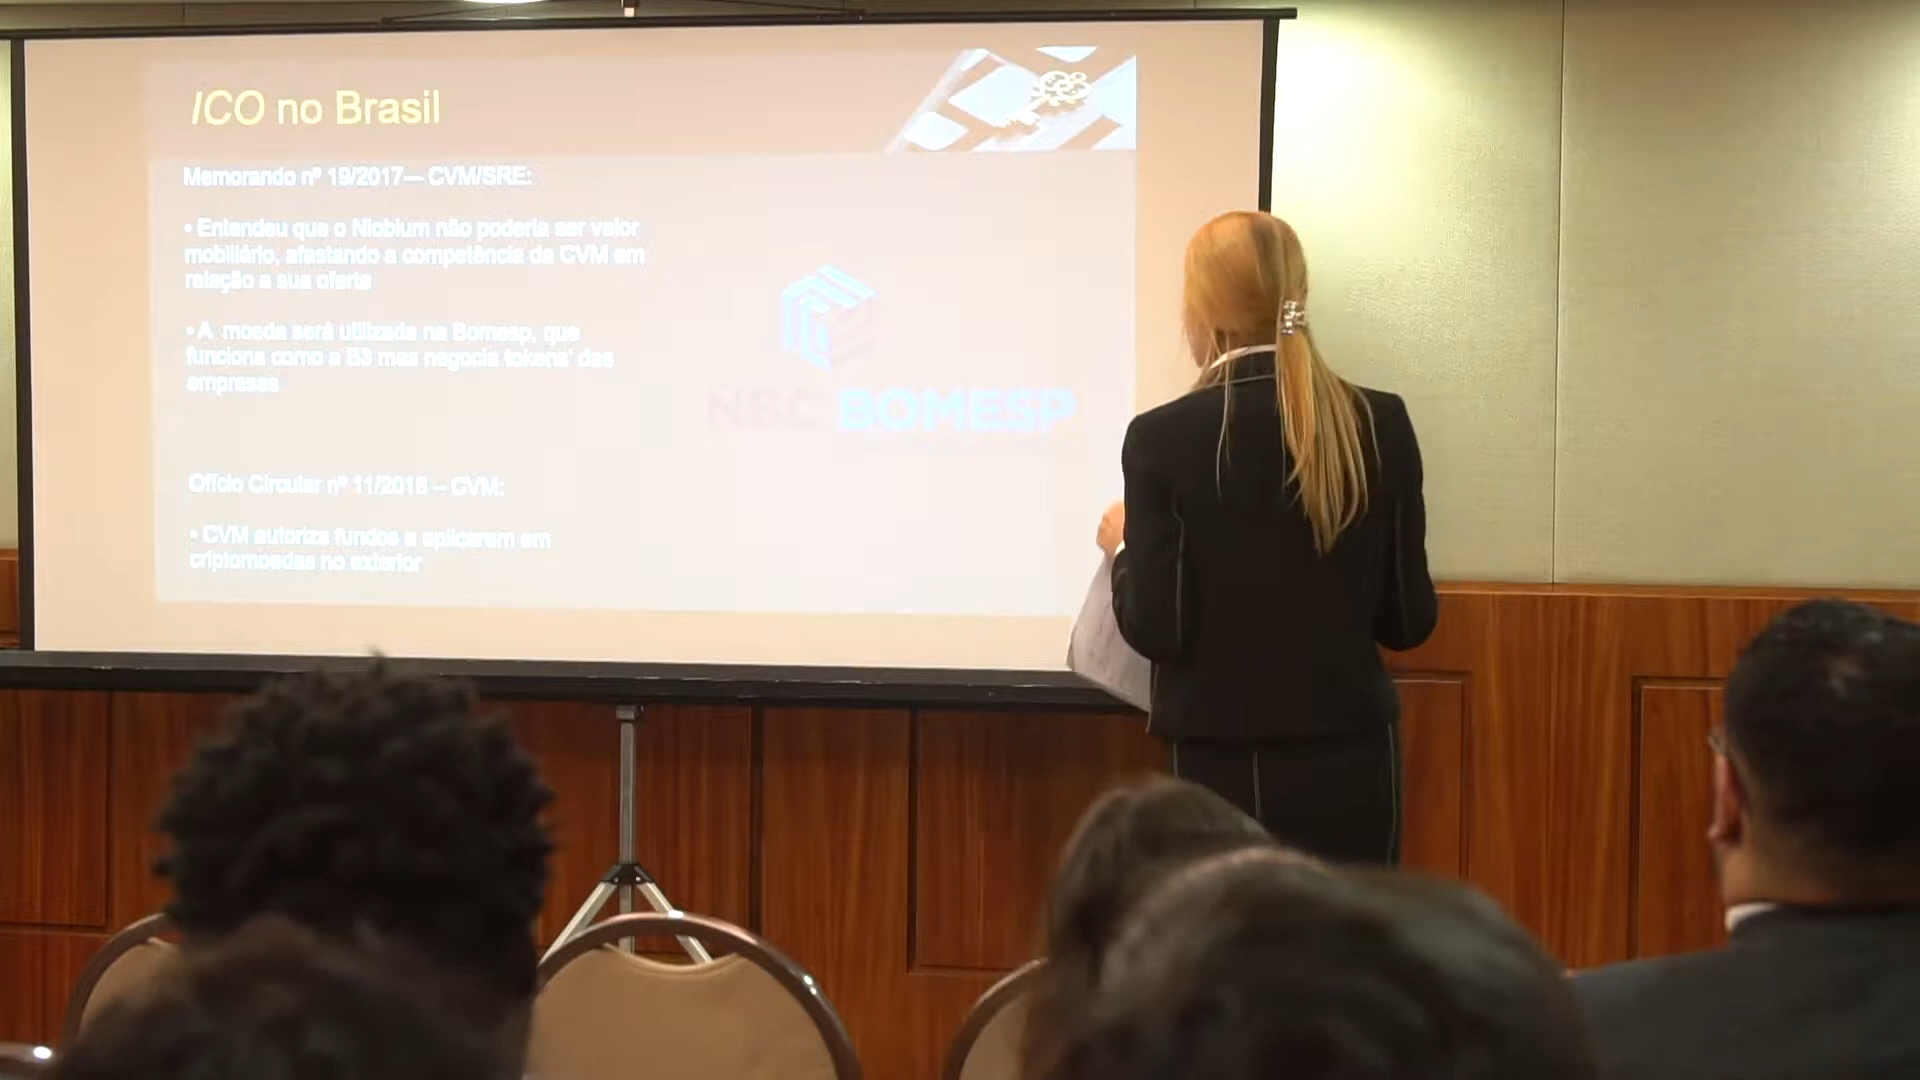 ICO no Brasil
Memorando nº 19/2017— CVM/SRE:
• Entendeu que o Niobium não poderia ser valor
mobiliário, afastando a competência da CVM em
relação a sua oferta
• A moeda será utilizada na Bomesp, que
funciona como a B3 mas negocia tokens' das
empresas
NBC BOMESP
Ofício Circular nº 11/2018 – CVM:
• CVM autoriza fundos a aplicarem em
criptomoedas no exterior